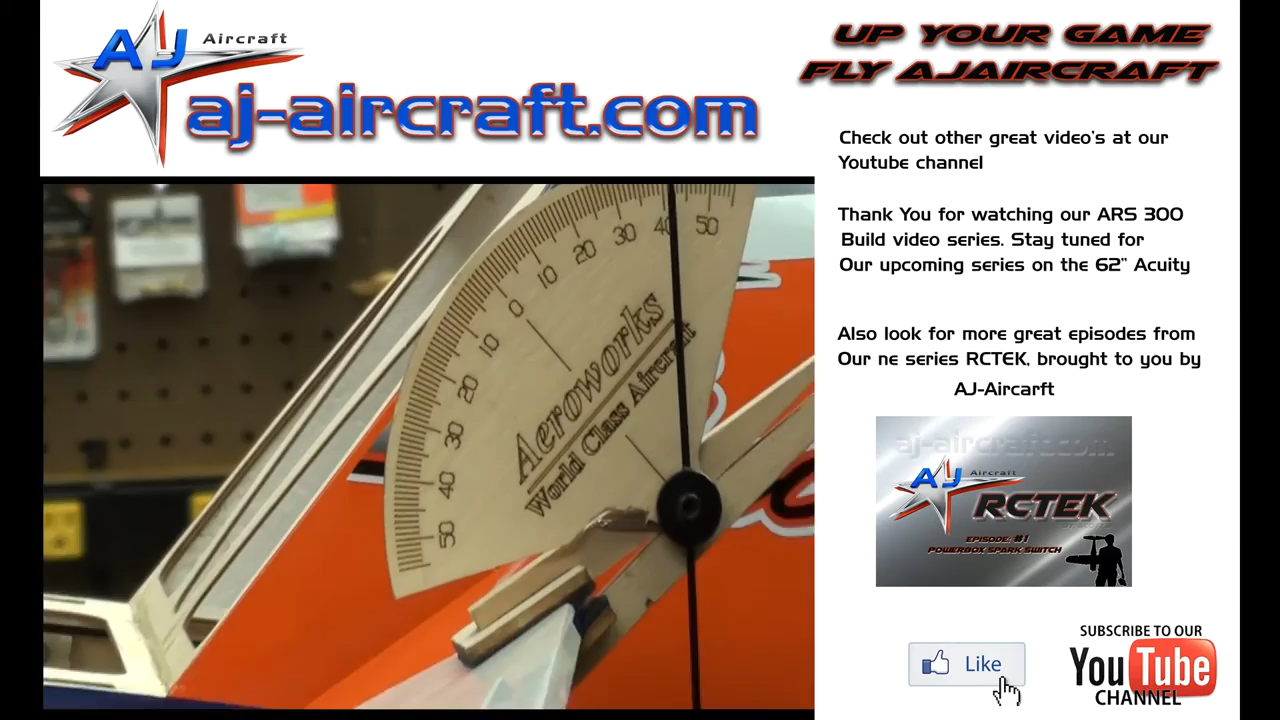 AJ Aircraft
aj-aircraft.com
UP YOUR GAME
FLY AJAIRCRAFT
Check out other great video's at our
Youtube channel
Thank You for watching our ARS 300
Build video series. Stay tuned for
Our upcoming series on the 62" Acuity
Also look for more great episodes from
Our ne series RCTEK, brought to you by
AJ-Aircarft
50 40 30 20 10 0 10 20 30 40 50
Aeroworks
World Class Aircraft
aj-aircraft.com
AJ Aircraft
RCTEK
EPISODE: #1
POWERBOX SPARK SWITCH
Like
SUBSCRIBE TO OUR
YouTube
CHANNEL